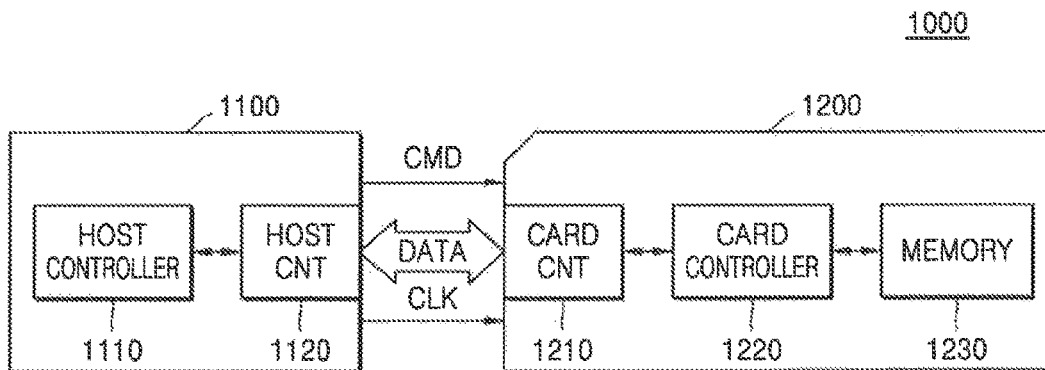 1000
1100
1200
CMD
HOST
CONTROLLER
HOST
CNT
DATA
CARD
CNT
CARD
CONTROLLER
MEMORY
CLK
1110
1120
1210
1220
1230